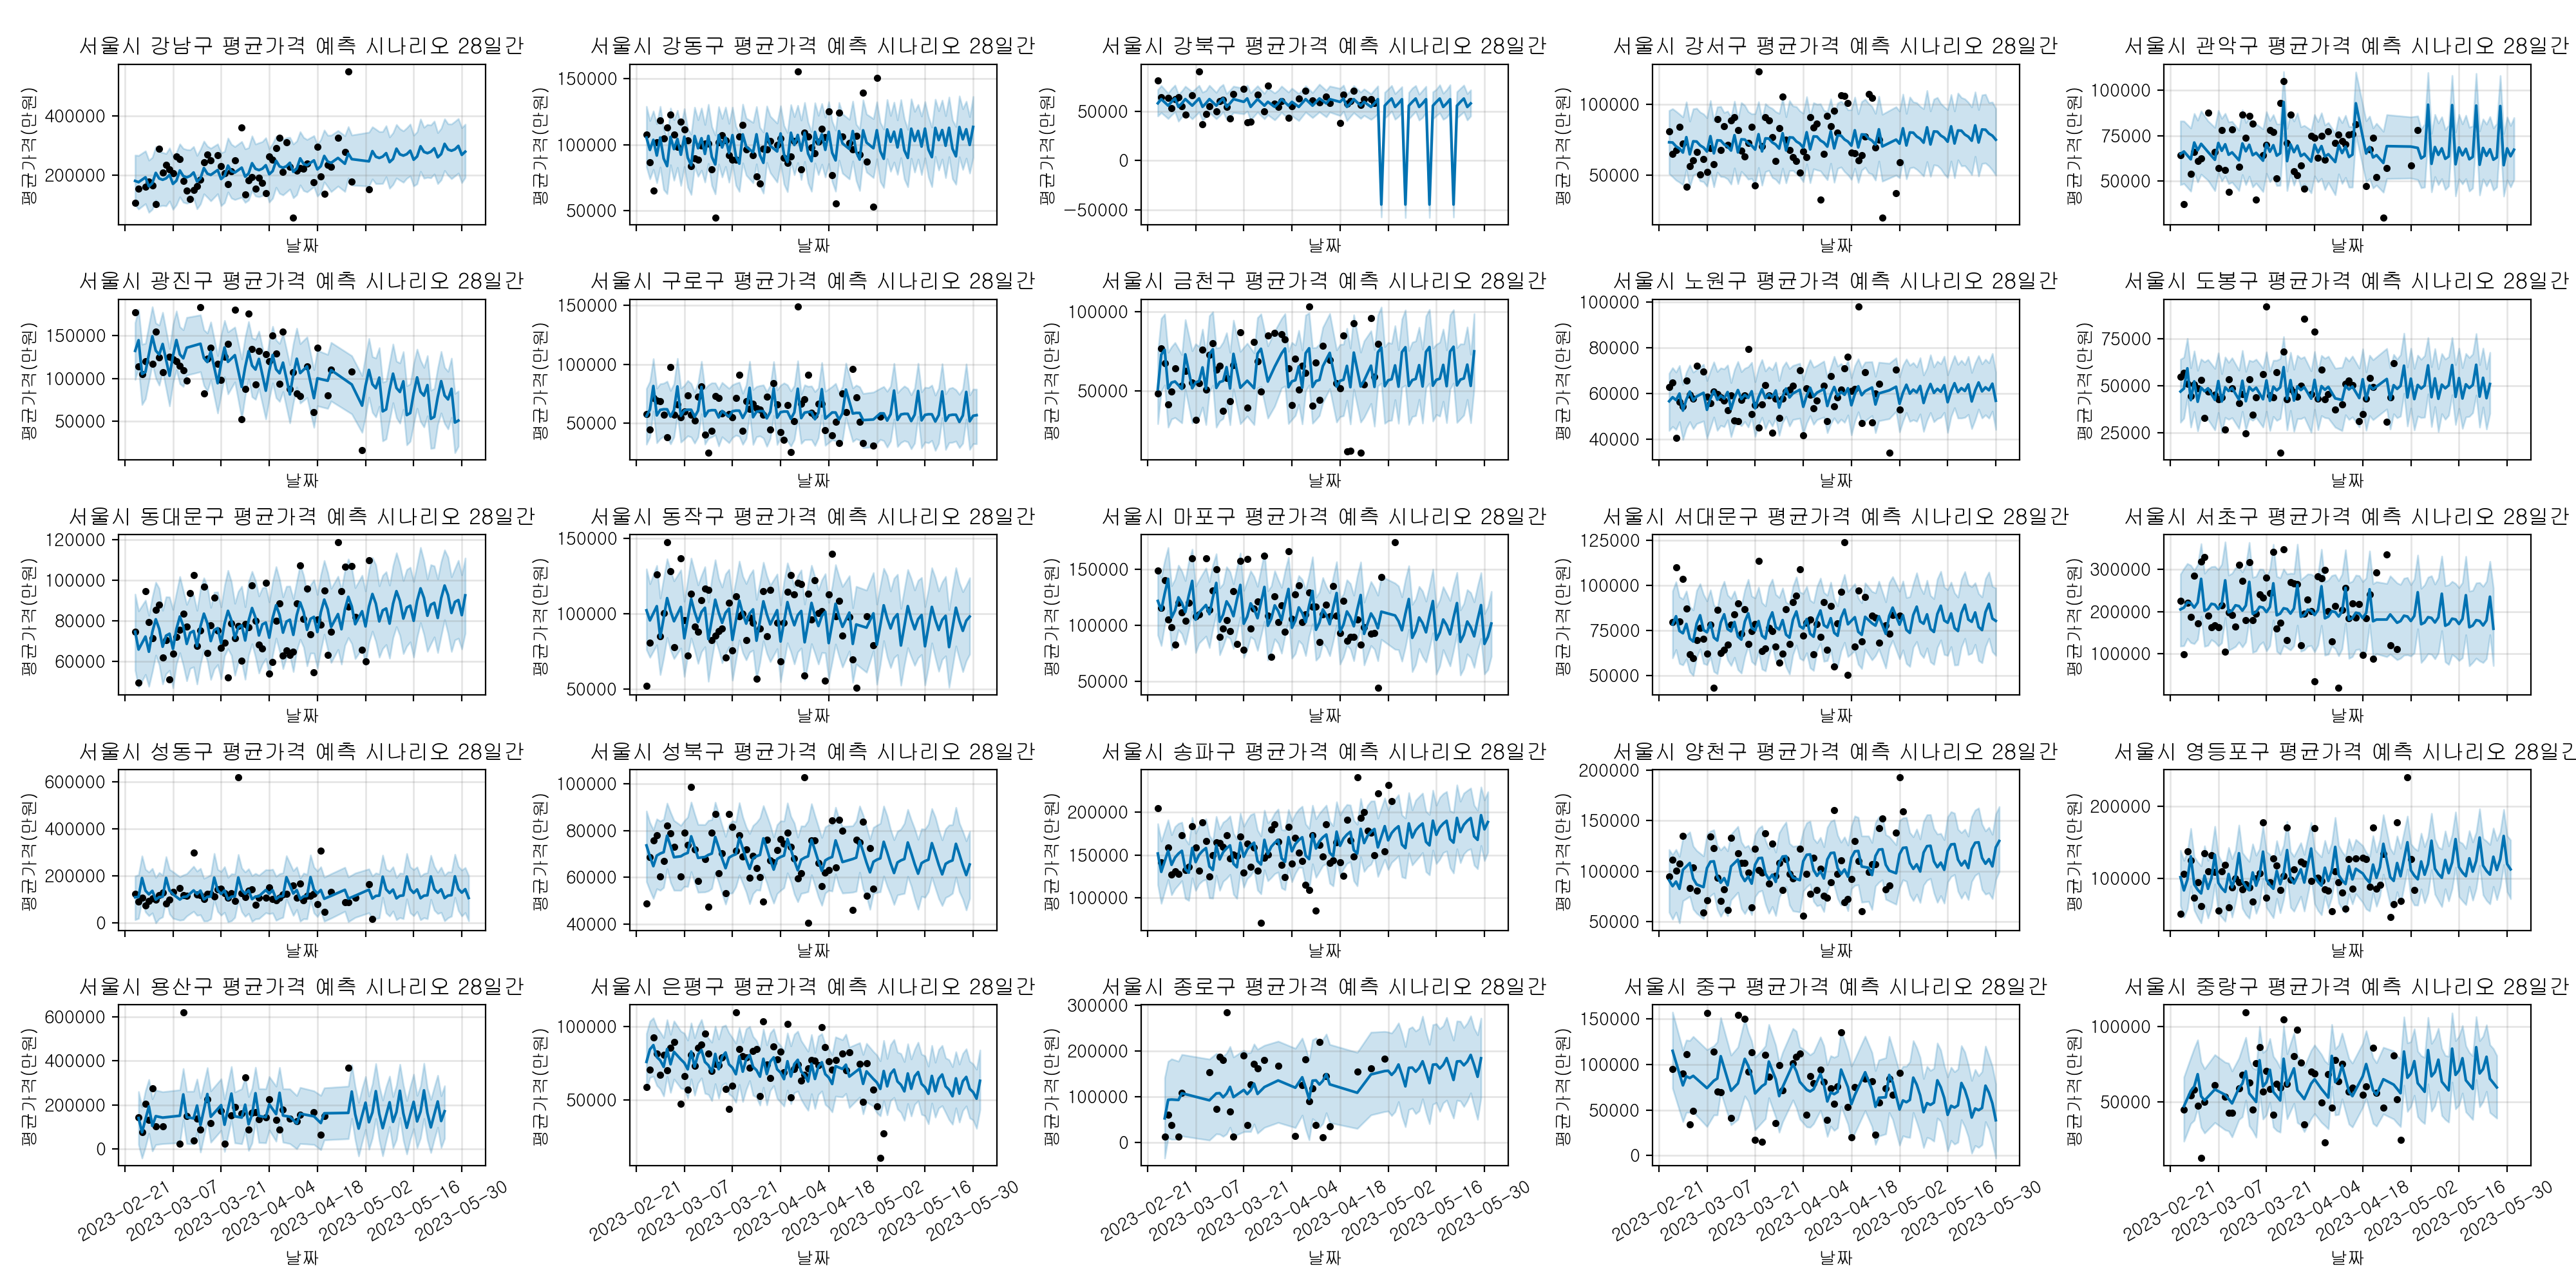 서울시 강남구 평균가격 예측 시나리오 28일간
서울시 강동구 평균가격 예측 시나리오 28일간
서울시 강북구 평균가격 예측 시나리오 28일간
서울시 강서구 평균가격 예측 시나리오 28일간
서울시 관악구 평균가격 예측 시나리오 28일간
평균가격(만원)
400000
200000
날짜
평균가격(만원)
150000
100000
50000
날짜
평균가격(만원)
50000
0
−50000
날짜
평균가격(만원)
100000
50000
날짜
평균가격(만원)
100000
75000
50000
날짜
서울시 광진구 평균가격 예측 시나리오 28일간
서울시 구로구 평균가격 예측 시나리오 28일간
서울시 금천구 평균가격 예측 시나리오 28일간
서울시 노원구 평균가격 예측 시나리오 28일간
서울시 도봉구 평균가격 예측 시나리오 28일간
평균가격(만원)
150000
100000
50000
날짜
평균가격(만원)
150000
100000
50000
날짜
평균가격(만원)
100000
50000
날짜
평균가격(만원)
100000
80000
60000
40000
날짜
평균가격(만원)
75000
50000
25000
날짜
서울시 동대문구 평균가격 예측 시나리오 28일간
서울시 동작구 평균가격 예측 시나리오 28일간
서울시 마포구 평균가격 예측 시나리오 28일간
서울시 서대문구 평균가격 예측 시나리오 28일간
서울시 서초구 평균가격 예측 시나리오 28일간
평균가격(만원)
120000
100000
80000
60000
날짜
평균가격(만원)
150000
100000
50000
날짜
평균가격(만원)
150000
100000
50000
날짜
평균가격(만원)
125000
100000
75000
50000
날짜
평균가격(만원)
300000
200000
100000
날짜
서울시 성동구 평균가격 예측 시나리오 28일간
서울시 성북구 평균가격 예측 시나리오 28일간
서울시 송파구 평균가격 예측 시나리오 28일간
서울시 양천구 평균가격 예측 시나리오 28일간
서울시 영등포구 평균가격 예측 시나리오 28일간
평균가격(만원)
600000
400000
200000
0
날짜
평균가격(만원)
100000
80000
60000
40000
날짜
평균가격(만원)
200000
150000
100000
날짜
평균가격(만원)
200000
150000
100000
50000
날짜
평균가격(만원)
200000
100000
날짜
서울시 용산구 평균가격 예측 시나리오 28일간
서울시 은평구 평균가격 예측 시나리오 28일간
서울시 종로구 평균가격 예측 시나리오 28일간
서울시 중구 평균가격 예측 시나리오 28일간
서울시 중랑구 평균가격 예측 시나리오 28일간
평균가격(만원)
600000
400000
200000
0
2023−02−21
2023−03−07
2023−03−21
2023−04−04
2023−04−18
2023−05−02
2023−05−16
2023−05−30
날짜
평균가격(만원)
100000
50000
2023−02−21
2023−03−07
2023−03−21
2023−04−04
2023−04−18
2023−05−02
2023−05−16
2023−05−30
날짜
평균가격(만원)
300000
200000
100000
0
2023−02−21
2023−03−07
2023−03−21
2023−04−04
2023−04−18
2023−05−02
2023−05−16
2023−05−30
날짜
평균가격(만원)
150000
100000
50000
0
2023−02−21
2023−03−07
2023−03−21
2023−04−04
2023−04−18
2023−05−02
2023−05−16
2023−05−30
날짜
평균가격(만원)
100000
50000
2023−02−21
2023−03−07
2023−03−21
2023−04−04
2023−04−18
2023−05−02
2023−05−16
2023−05−30
날짜